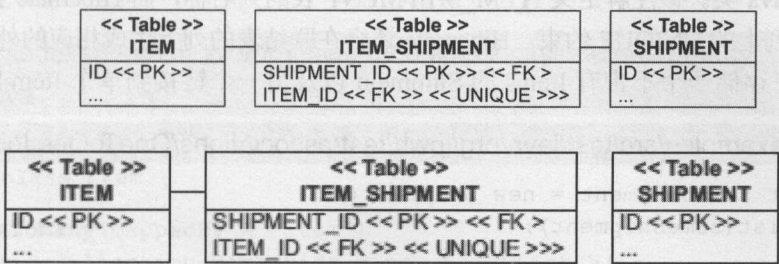 << Table >>
ITEM
ID << PK >>
...
<< Table >>
ITEM_SHIPMENT
SHIPMENT_ID << PK >> << FK >
ITEM_ID << FK >> << UNIQUE >>>
<< Table >>
SHIPMENT
ID << PK >>
...
<< Table >>
ITEM
ID << PK >>
...
<< Table >>
ITEM_SHIPMENT
SHIPMENT_ID << PK >> << FK >
ITEM_ID << FK >> << UNIQUE >>>
<< Table >>
SHIPMENT
ID << PK >>
...